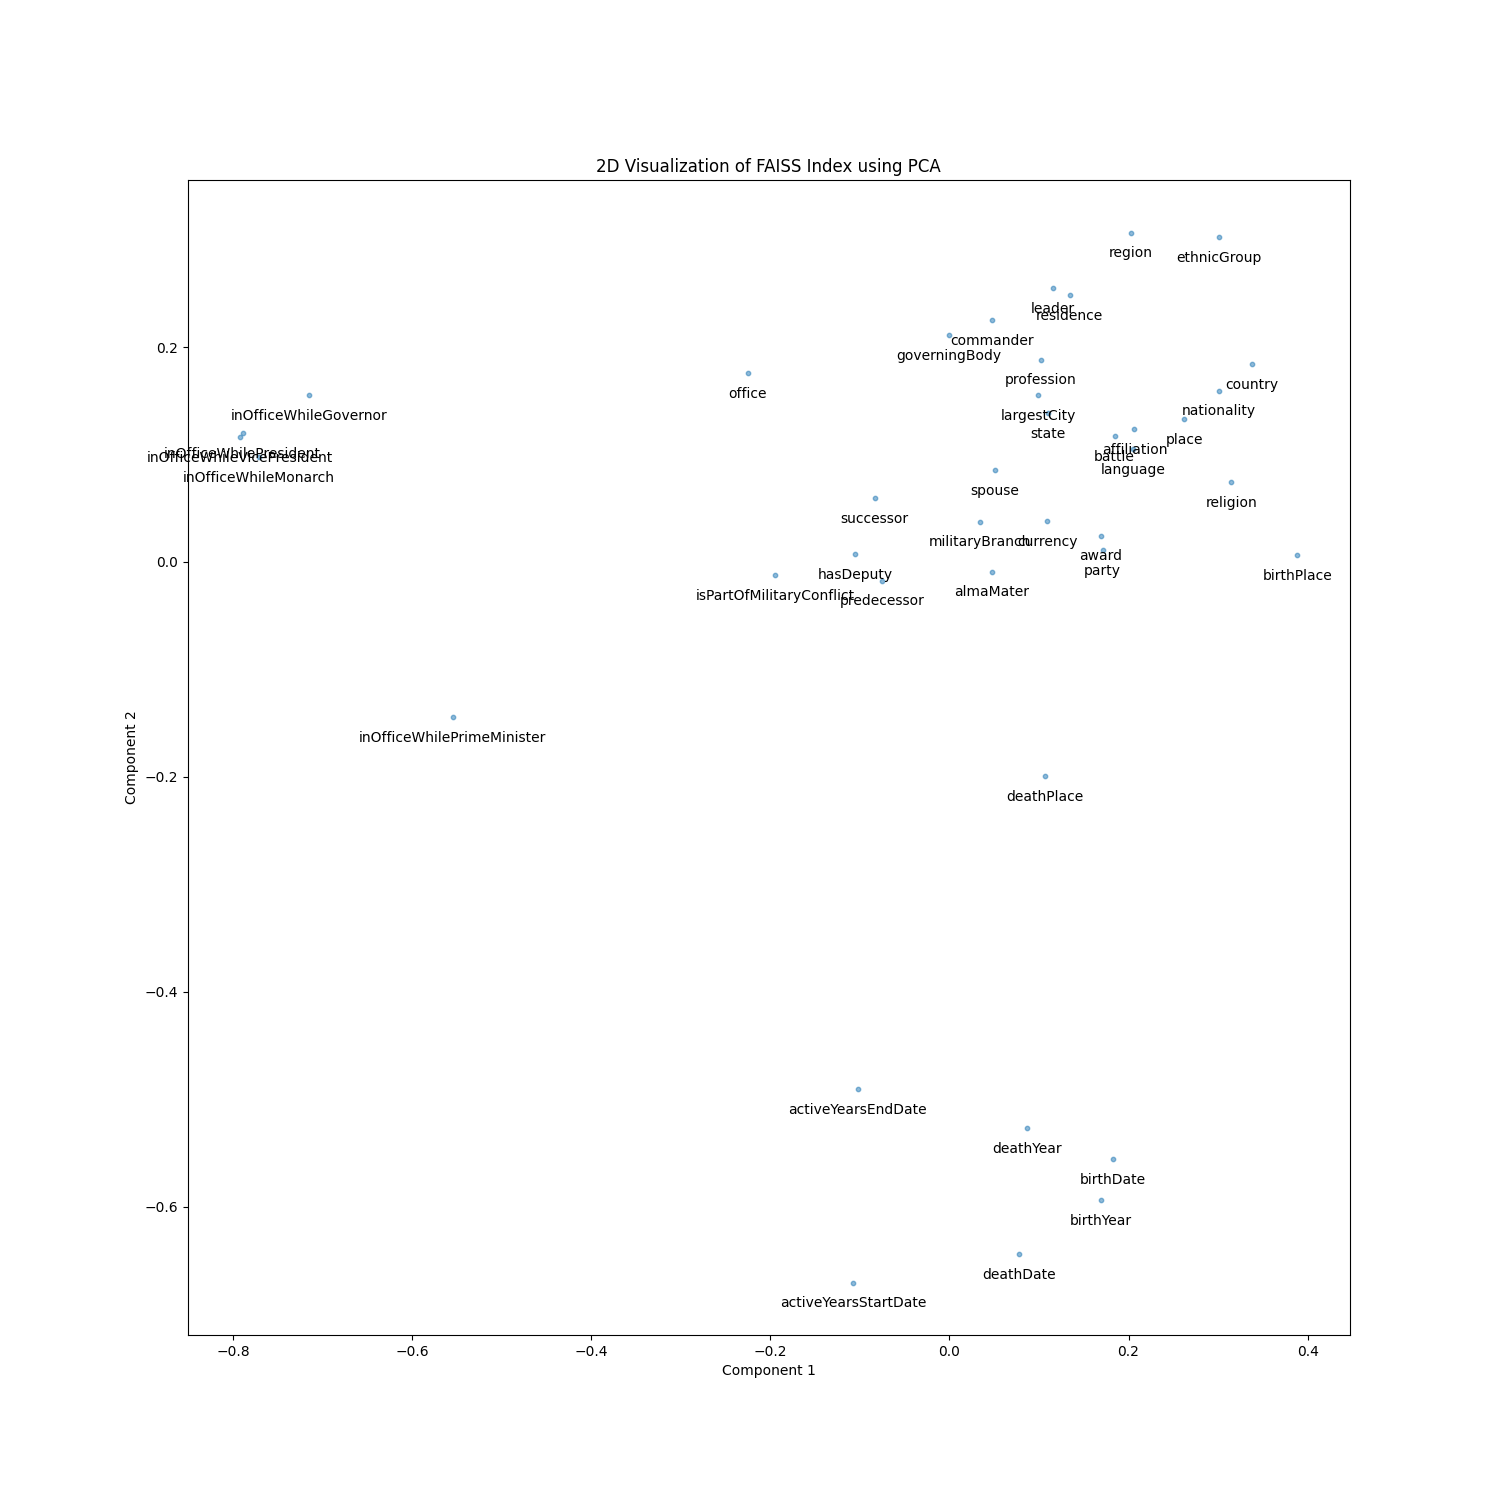 2D Visualization of FAISS Index using PCA
region
ethnicGroup
leader
residence
commander
governingBody
profession
country
office
nationality
largestCity
inOfficeWhileGovernor
state
place
affiliation
battle
inOfficeWhilePresident
inOfficeWhileVicePresident
language
inOfficeWhileMonarch
spouse
religion
successor
militaryBranch
currency
award
party
hasDeputy
birthPlace
almaMater
isPartOfMilitaryConflict
predecessor
inOfficeWhilePrimeMinister
deathPlace
activeYearsEndDate
deathYear
birthDate
birthYear
deathDate
activeYearsStartDate
0.2
0.0
−0.2
−0.4
−0.6
Component 2
−0.8 −0.6 −0.4 −0.2 0.0 0.2 0.4
Component 1